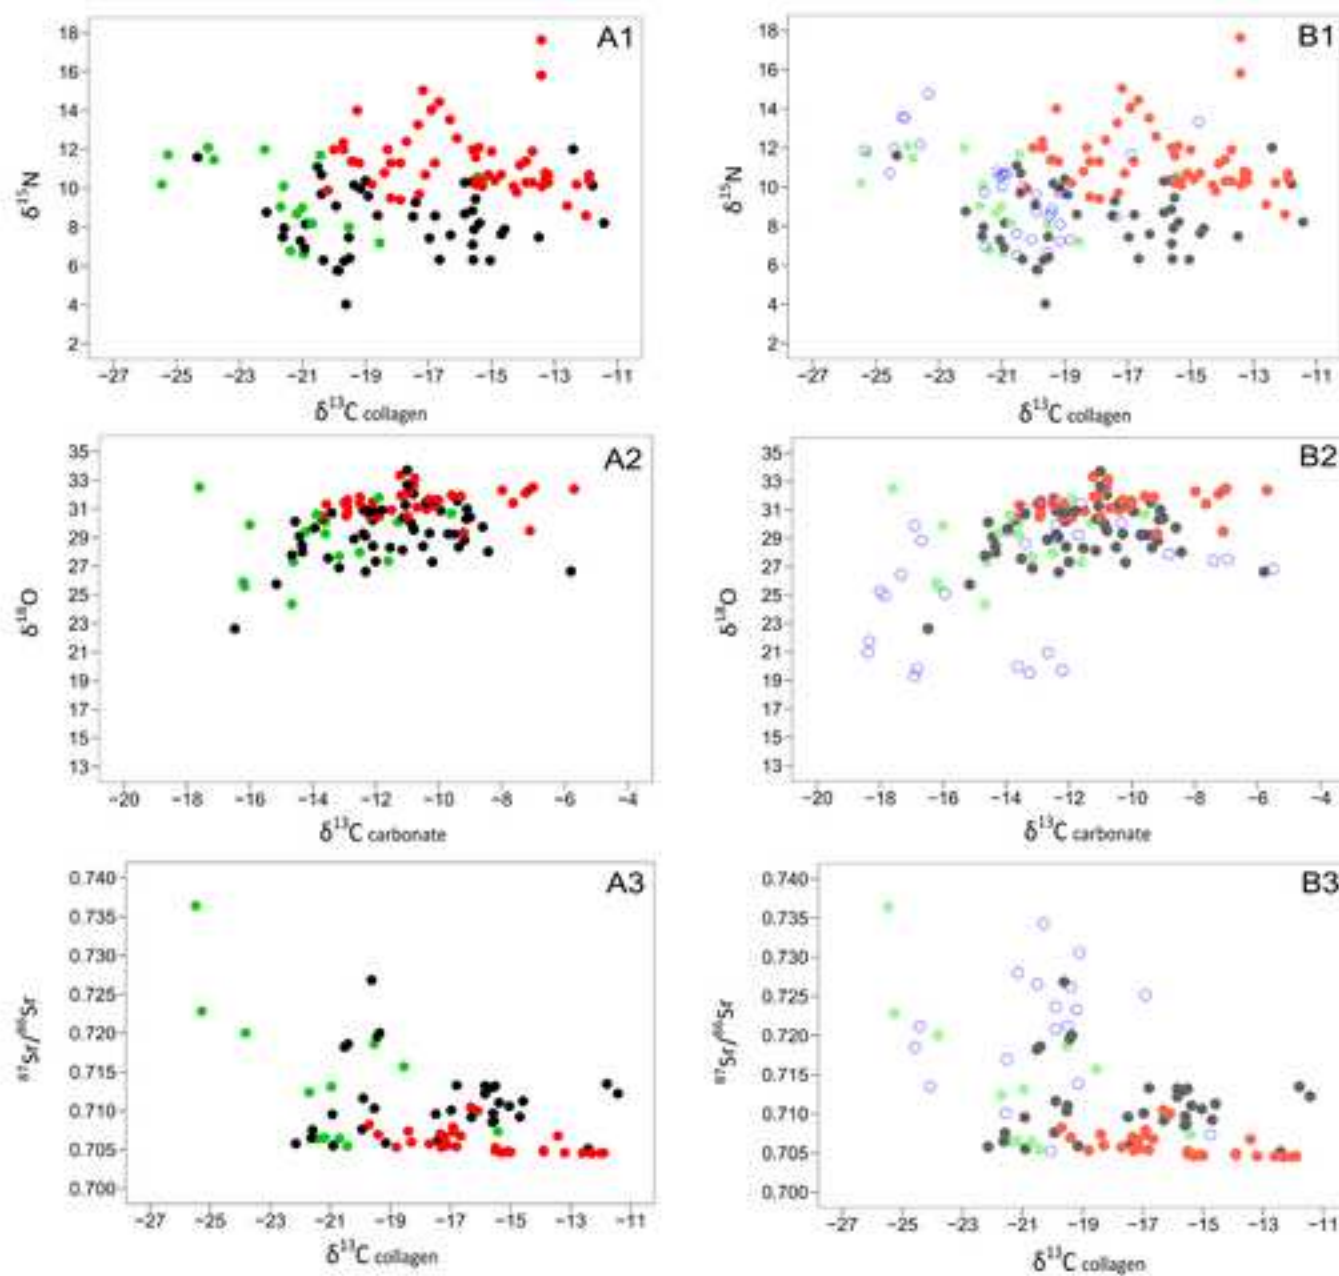 A1
18
16
14
12
10
8
6
4
2
δ15N
−27 −25 −23 −21 −19 −17 −15 −13 −11
δ13C collagen
B1
18
16
14
12
10
8
6
4
2
δ15N
−27 −25 −23 −21 −19 −17 −15 −13 −11
δ13C collagen
A2
35
33
31
29
27
25
23
21
19
17
15
13
δ18O
−20 −18 −16 −14 −12 −10 −8 −6 −4
δ13C carbonate
B2
35
33
31
29
27
25
23
21
19
17
15
13
δ18O
−20 −18 −16 −14 −12 −10 −8 −6 −4
δ13C carbonate
A3
0.740
0.735
0.730
0.725
0.720
0.715
0.710
0.705
0.700
87Sr/86Sr
−27 −25 −23 −21 −19 −17 −15 −13 −11
δ13C collagen
B3
0.740
0.735
0.730
0.725
0.720
0.715
0.710
0.705
0.700
87Sr/86Sr
−27 −25 −23 −21 −19 −17 −15 −13 −11
δ13C collagen